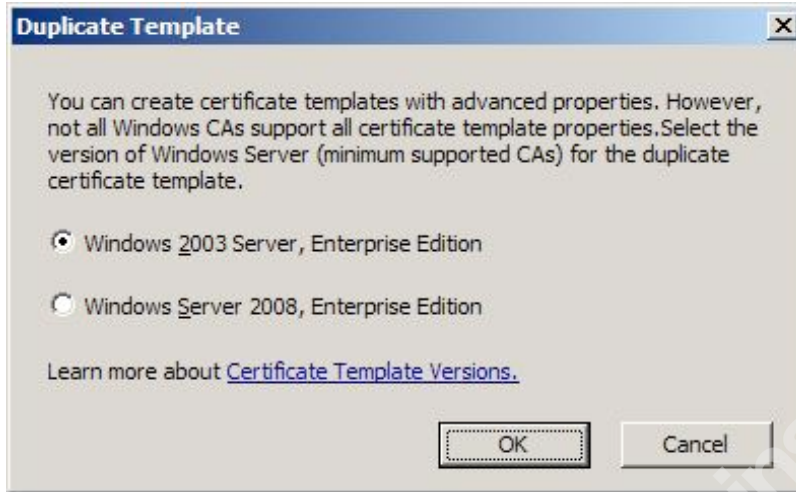 Duplicate Template
You can create certificate templates with advanced properties. However,
not all Windows CAs support all certificate template properties.Select the
version of Windows Server (minimum supported CAs) for the duplicate
certificate template.
Windows 2003 Server, Enterprise Edition
Windows Server 2008, Enterprise Edition
Learn more about Certificate Template Versions.
OK Cancel